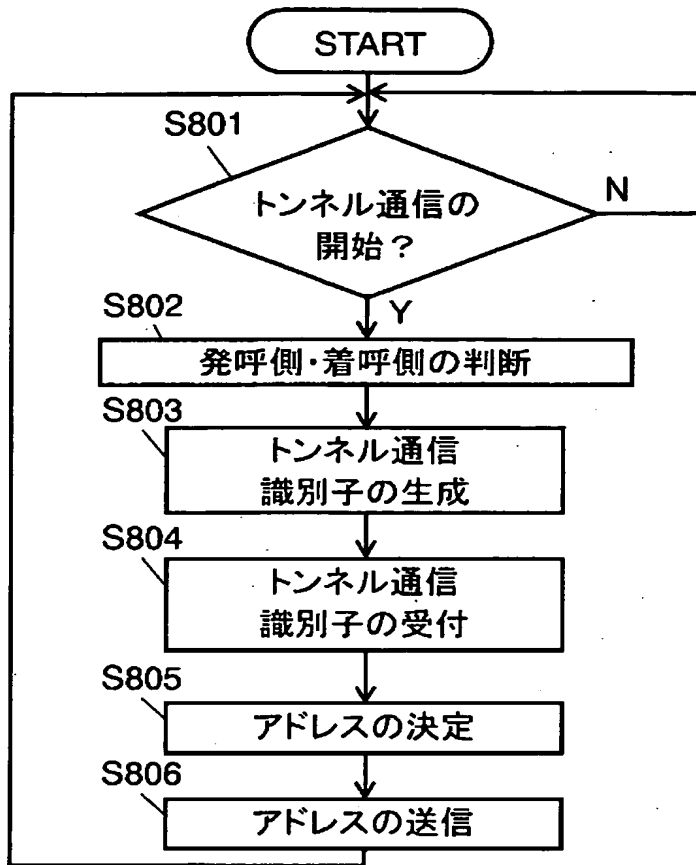 START
S801
トンネル通信の
開始？
N
Y
S802
発呼側・着呼側の判断
S803
トンネル通信
識別子の生成
S804
トンネル通信
識別子の受付
S805
アドレスの決定
S806
アドレスの送信